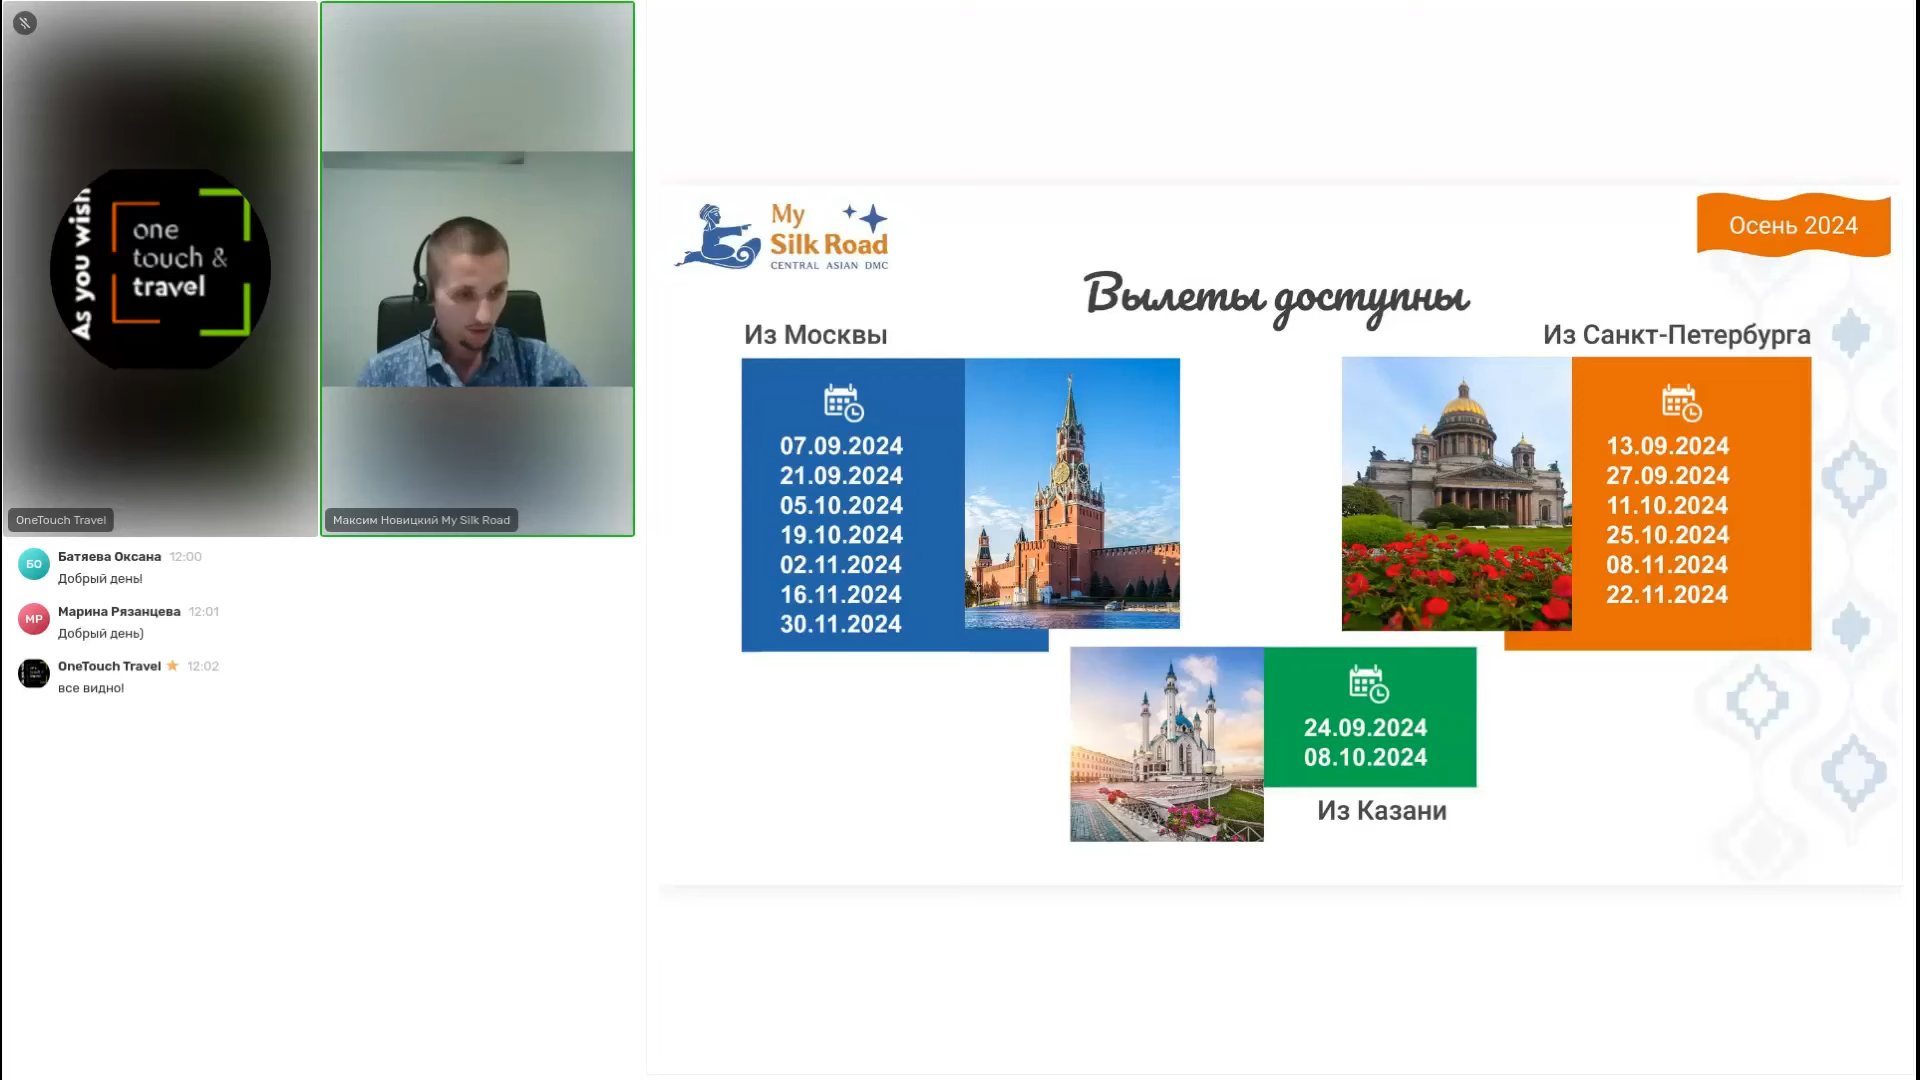 As you wish
one
touch &
travel
OneTouch Travel
Максим Новицкий My Silk Road
БО
Батяева Оксана 12:00
Добрый день!
МР
Марина Рязанцева 12:01
Добрый день)
OneTouch Travel 12:02
все видно!
My
Silk Road
CENTRAL ASIAN DMC
Осень 2024
Вылеты доступны
Из Москвы
07.09.2024
21.09.2024
05.10.2024
19.10.2024
02.11.2024
16.11.2024
30.11.2024
Из Санкт-Петербурга
13.09.2024
27.09.2024
11.10.2024
25.10.2024
08.11.2024
22.11.2024
24.09.2024
08.10.2024
Из Казани